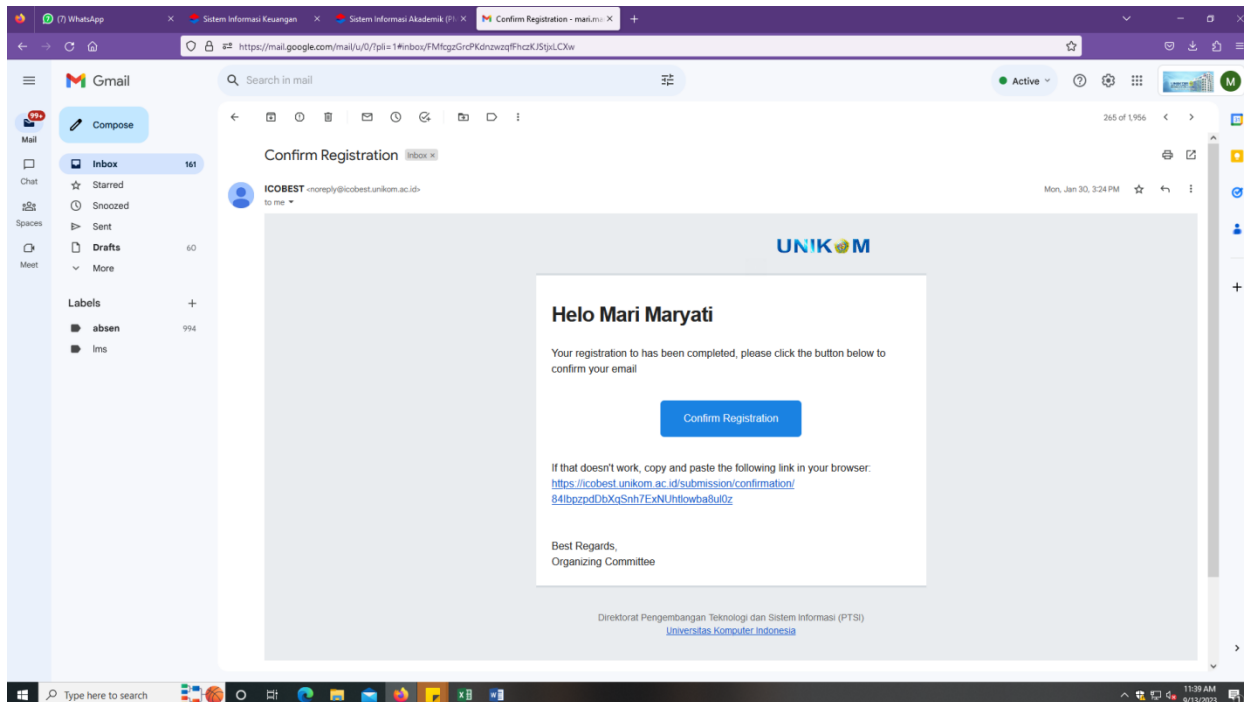 (7) WhatsApp
Sistem Informasi Keuangan
Sistem Informasi Akademik (PI-
Confirm Registration - mari.ma
https://mail.google.com/mail/u/0/?pli=1#inbox/FMfcgzGrcPKdnzwzqfFhczKJStjxLCXw
Gmail
Search in mail
Active
M
99+
Mail
Compose
265 of 1,956
Inbox 161
Chat
Starred
Snoozed
Spaces
Sent
Drafts 60
Meet
More
Labels
absen 994
lms
Confirm Registration Inbox ×
ICOBEST <noreply@icobest.unikom.ac.id>
Mon, Jan 30, 3:24 PM
to me
UNIKOM
Helo Mari Maryati
Your registration to has been completed, please click the button below to
confirm your email
Confirm Registration
If that doesn't work, copy and paste the following link in your browser:
https://icobest.unikom.ac.id/submission/confirmation/
84IbpzpdDbXqSnh7ExNUhtlowba8ul0z
Best Regards,
Organizing Committee
Direktorat Pengembangan Teknologi dan Sistem Informasi (PTSI)
Universitas Komputer Indonesia
Type here to search
11:39 AM
9/13/2023